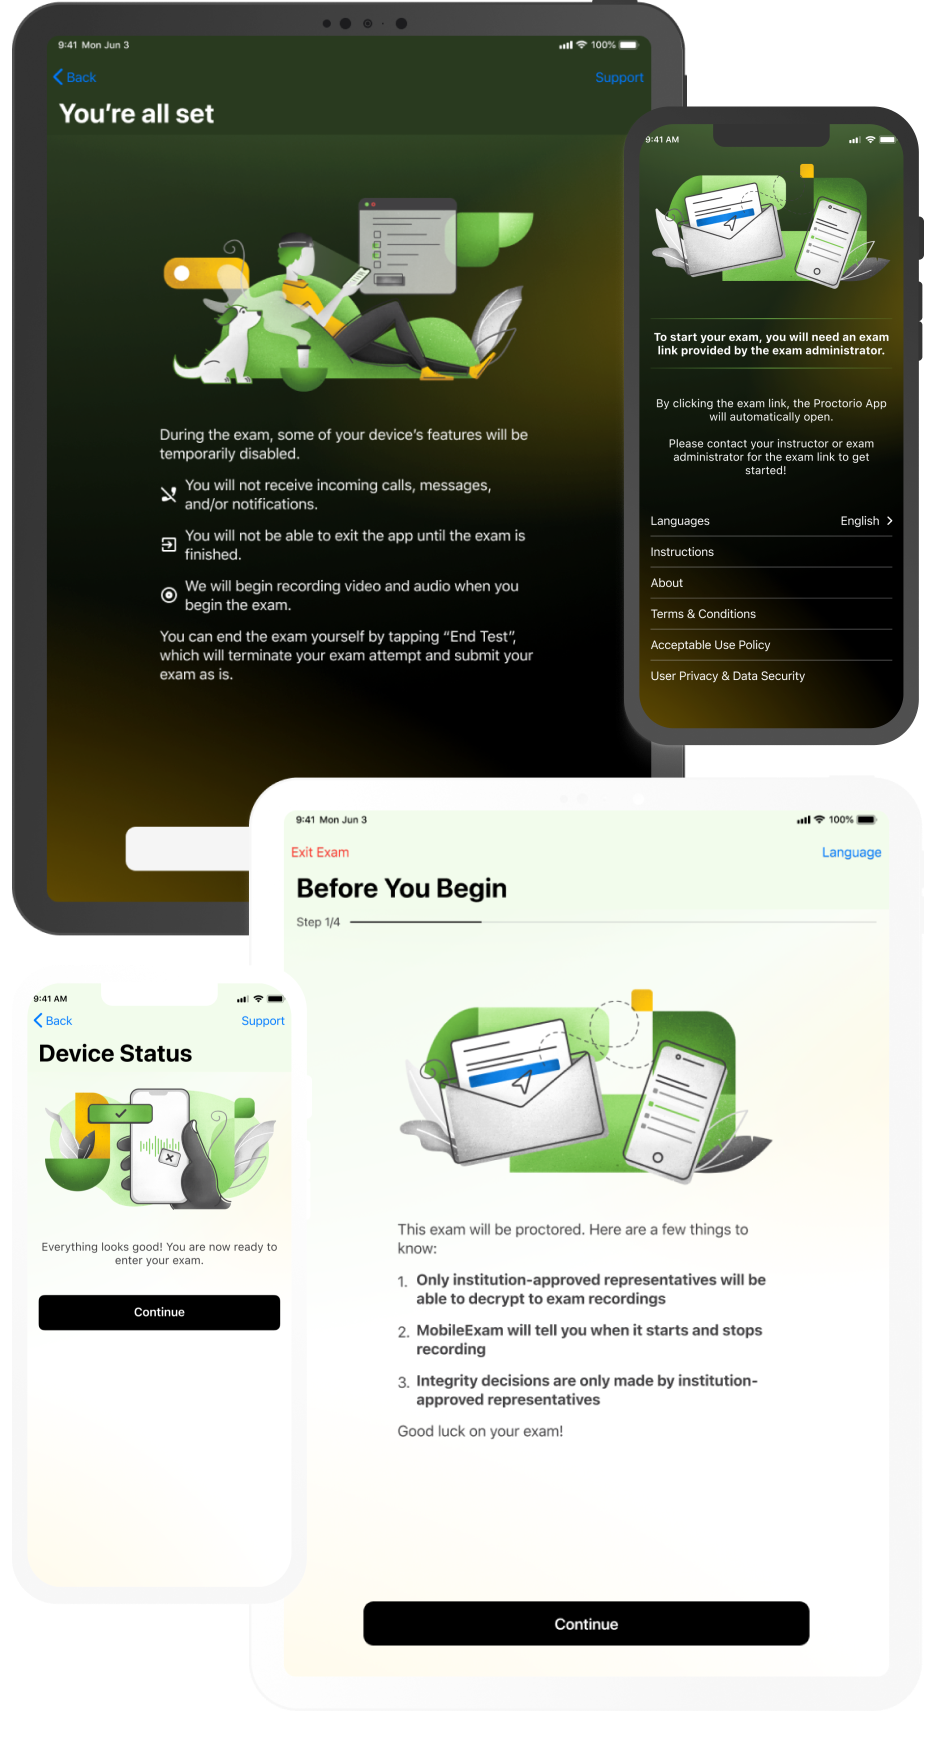 9:41 Mon Jun 3
100%
Back
Support
You're all set
During the exam, some of your device's features will be
temporarily disabled.
You will not receive incoming calls, messages,
and/or notifications.
You will not be able to exit the app until the exam is
finished.
We will begin recording video and audio when you
begin the exam.
You can end the exam yourself by tapping “End Test”,
which will terminate your exam attempt and submit your
exam as is.
9:41 AM
To start your exam, you will need an exam
link provided by the exam administrator.
By clicking the exam link, the Proctorio App
will automatically open.
Please contact your instructor or exam
administrator for the exam link to get
started!
Languages English
Instructions
About
Terms & Conditions
Acceptable Use Policy
User Privacy & Data Security
9:41 Mon Jun 3
100%
Exit Exam
Language
Before You Begin
Step 1/4
This exam will be proctored. Here are a few things to
know:
1. Only institution-approved representatives will be
able to decrypt to exam recordings
2. MobileExam will tell you when it starts and stops
recording
3. Integrity decisions are only made by institution-
approved representatives
Good luck on your exam!
Continue
9:41 AM
Back
Support
Device Status
Everything looks good! You are now ready to
enter your exam.
Continue